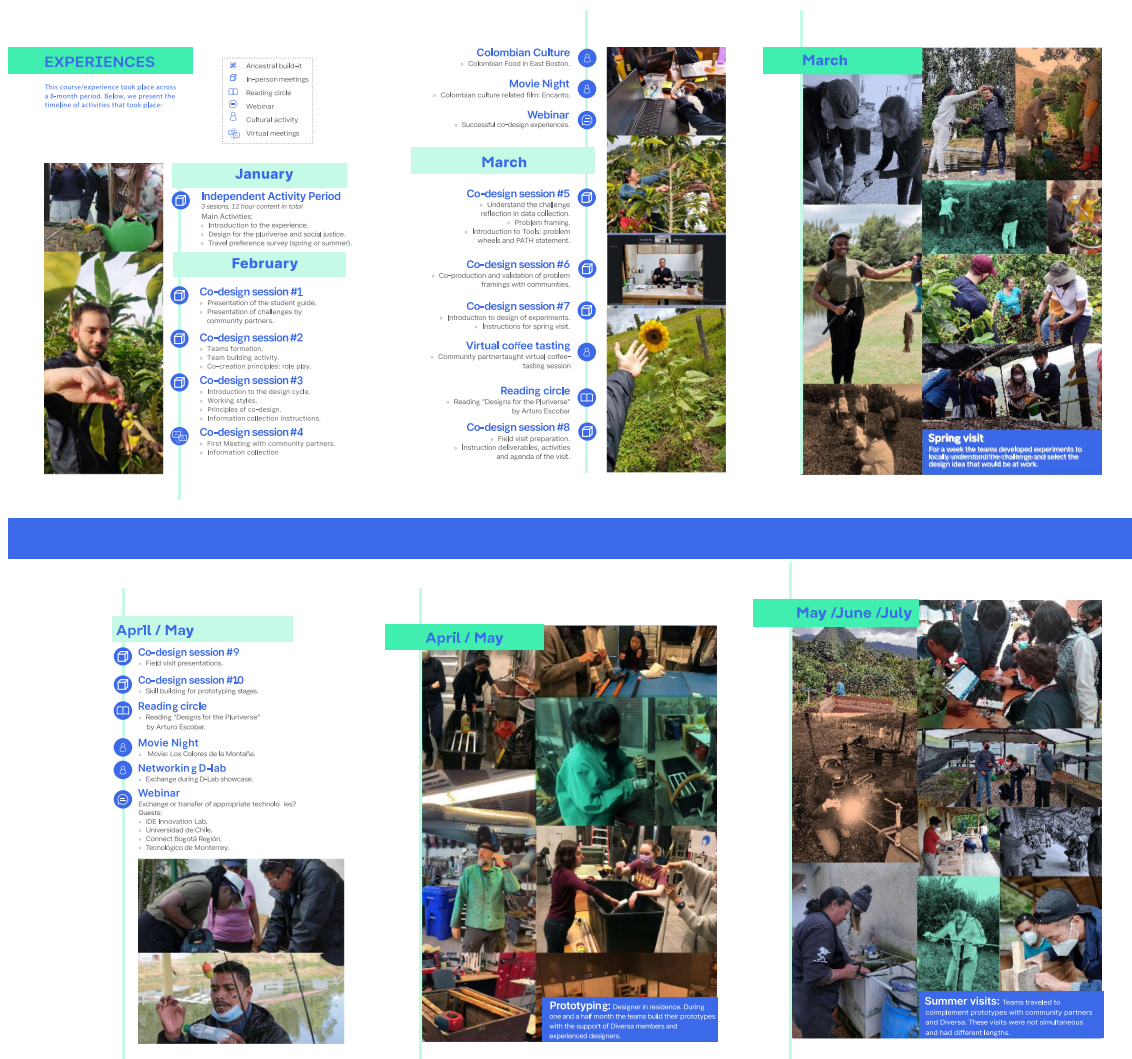 EXPERIENCES
This course/experience took place across
a 8-month period. Below, we present the
timeline of activities that took place:
Ancestral build-it
In-person meetings
Reading circle
Webinar
Cultural activity
Virtual meetings
January
Independent Activity Period
3 sesions, 12 hour content in total
Main Activities:
» Introduction to the experience.
» Design for the pluriverse and social justice.
» Travel preference survey (spring or summer).
February
Co-design session #1
» Presentation of the student guide.
» Presentation of challenges by
community partners.
Co-design session #2
» Teams formation.
» Team building activity.
» Co-creation principles: role play.
Co-design session #3
» Introduction to the design cycle.
» Working styles.
» Principles of co-design.
» Information collection instructions.
Co-design session #4
» First Meeting with community partners.
» Information collection
Colombian Culture
» Colombian Food in East Boston.
Movie Night
» Colombian culture related film: Encanto.
Webinar
» Successful co-design experiences.
March
Co-design session #5
» Understand the challenge
reflection in data collection.
» Problem framing.
» Introduction to Tools: problem
wheels and PATH statement.
Co-design session #6
» Co-production and validation of problem
framings with communities.
Co-design session #7
» Introduction to design of experiments.
» Instructions for spring visit.
Virtual coffee tasting
» Community partnertaught virtual coffee-
tasting session
Reading circle
» Reading "Designs for the Pluriverse"
by Arturo Escobar
Co-design session #8
» Field visit preparation.
» Instruction deliverables, activities
and agenda of the visit.
March
Spring visit
For a week the teams developed experiments to
locally understand the challenge and select the
design idea that would be at work.
April / May
Co-design session #9
» Field visit presentations.
Co-design session #10
» Skill building for prototyping stages.
Reading circle
» Reading "Designs for the Pluriverse"
by Arturo Escobar.
Movie Night
» Movie: Los Colores de la Montaña.
Networking D-lab
» Exchange during D-Lab showcase.
Webinar
Exchange or transfer of appropriate technolo ies?
Guests:
» iDE Innovation Lab.
» Universidad de Chile.
» Connect Bogotá Región.
» Tecnológico de Monterrey.
April / May
Prototyping: Designer in residence. During
one and a half month the teams build their prototypes
with the support of Diversa members and
experienced designers.
May /June /July
Summer visits: Teams traveled to
coimplement prototypes with community partners
and Diversa. These visits were not simultaneous
and had different lengths.